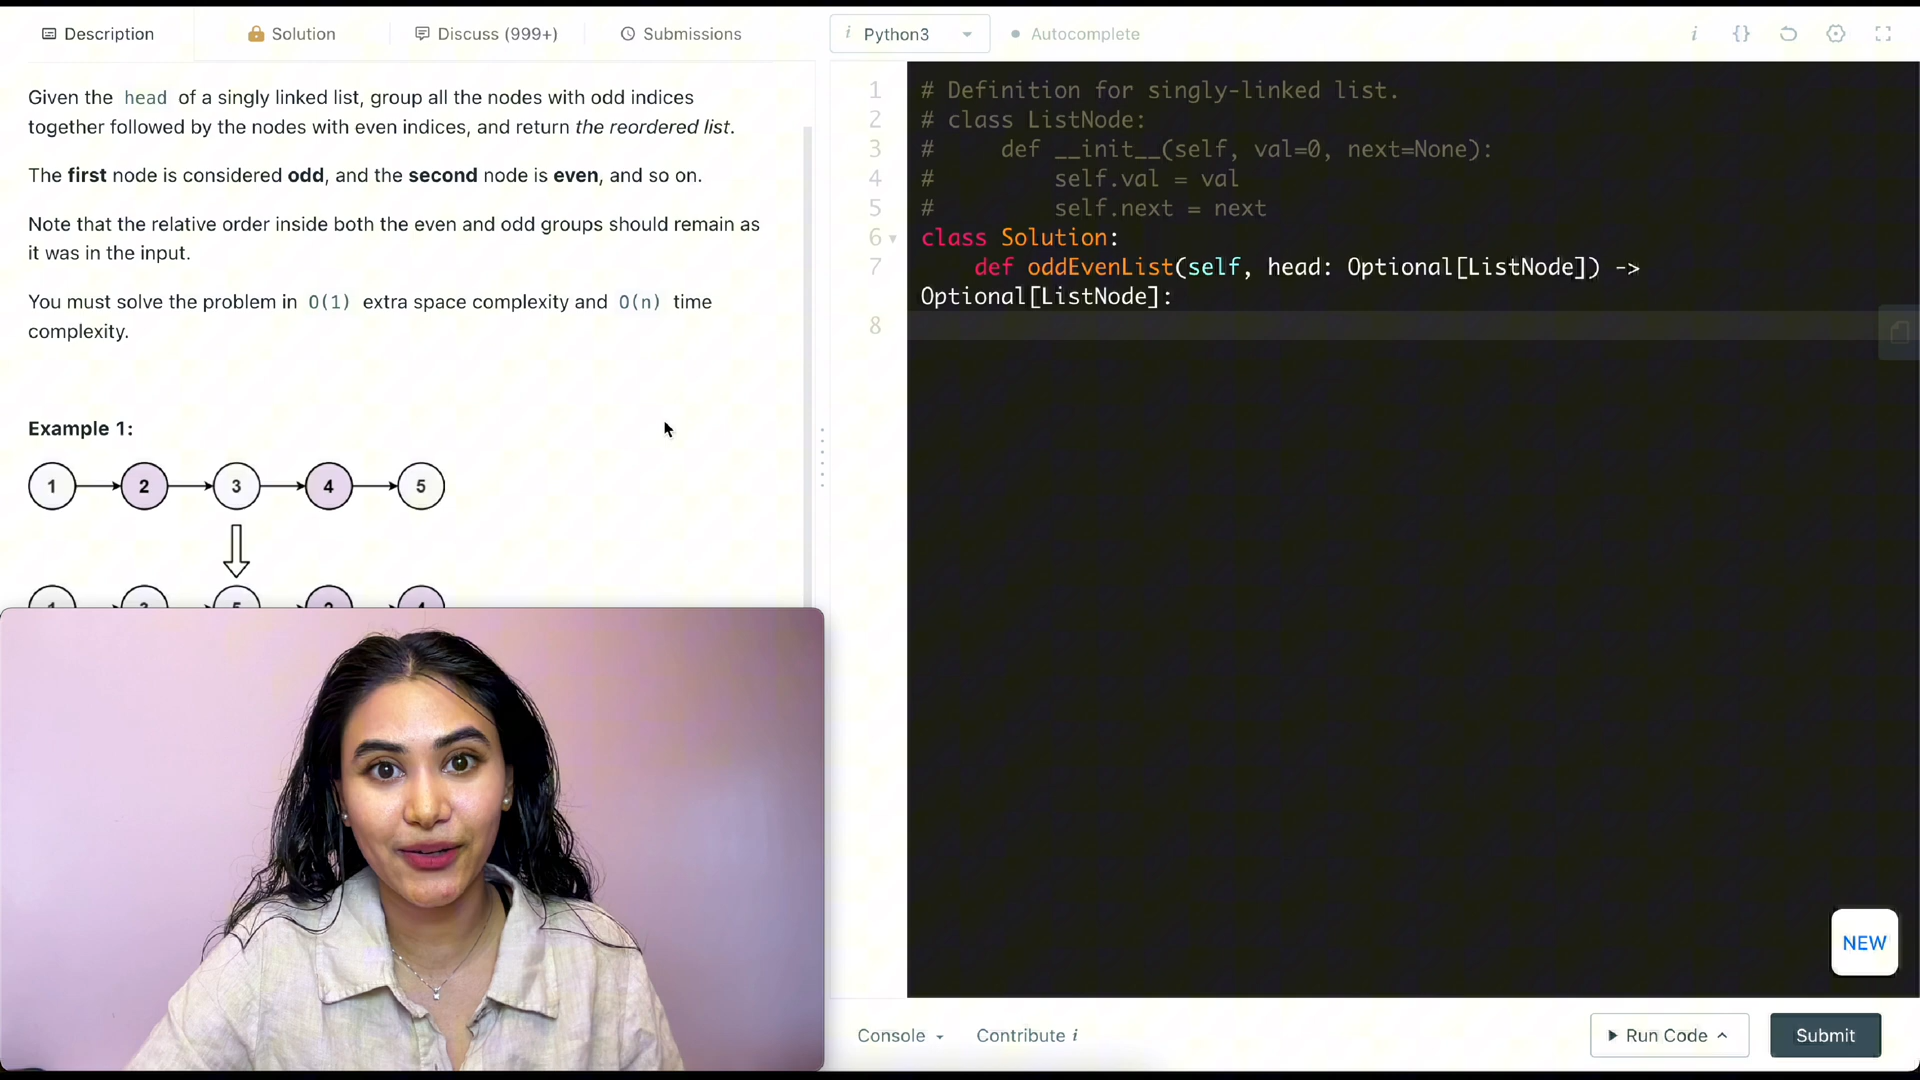 Description
Solution
Discuss (999+)
Submissions
i Python3
Autocomplete
i {}
Given the head of a singly linked list, group all the nodes with odd indices
together followed by the nodes with even indices, and return the reordered list.
The first node is considered odd, and the second node is even, and so on.
Note that the relative order inside both the even and odd groups should remain as
it was in the input.
You must solve the problem in O(1) extra space complexity and O(n) time
complexity.
Example 1:
1 2 3 4 5
1 3 5 2 4
1 # Definition for singly-linked list.
2 # class ListNode:
3 #     def __init__(self, val=0, next=None):
4 #         self.val = val
5 #         self.next = next
6 class Solution:
7     def oddEvenList(self, head: Optional[ListNode]) ->
Optional[ListNode]:
8
NEW
Console
Contribute i
Run Code
Submit